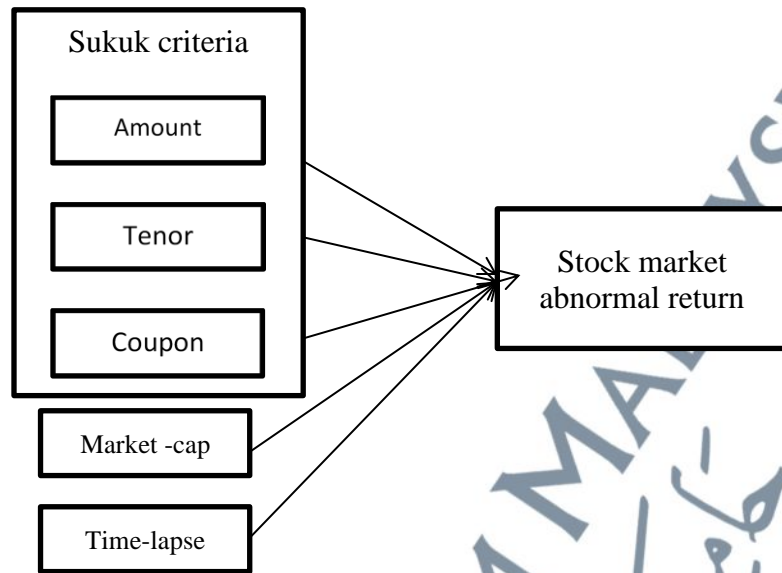 Sukuk criteria
Amount
Tenor
Coupon
Market -cap
Time-lapse
Stock market
abnormal return